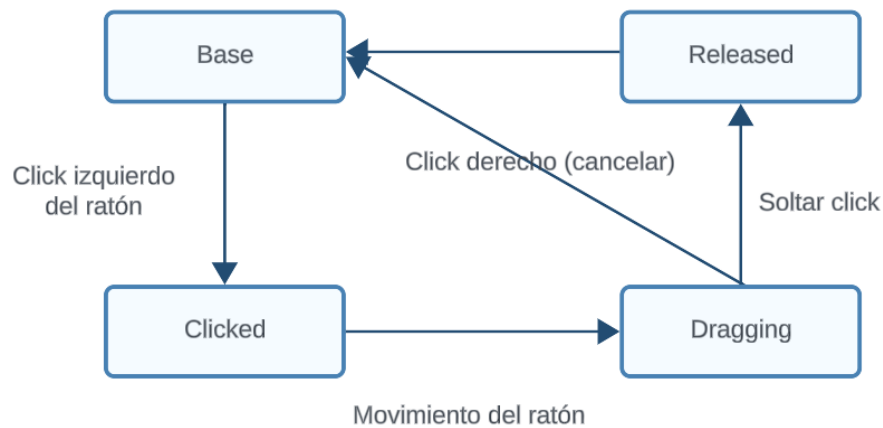 Base
Released
Click izquierdo
del ratón
Click derecho (cancelar)
Soltar click
Clicked
Dragging
Movimiento del ratón